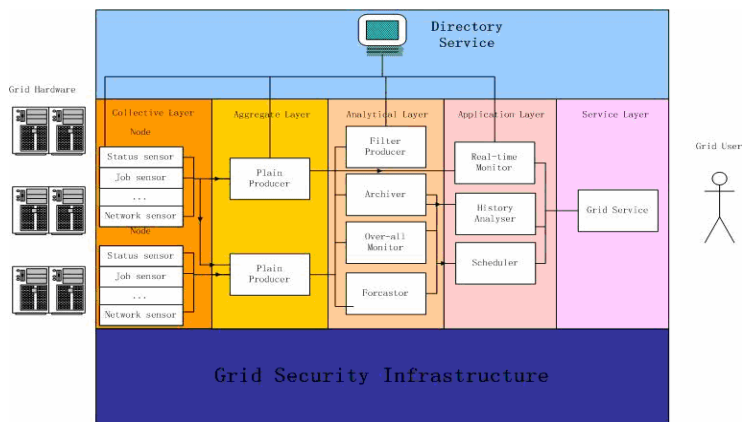 Directory
Service
Grid Hardware
Collective Layer
Aggregate Layer
Analytical Layer
Application Layer
Service Layer
Node
Status sensor
Job sensor
...
Network sensor
Node
Status sensor
Job sensor
...
Network sensor
Plain
Producer
Plain
Producer
Filter
Producer
Archiver
Over-all
Monitor
Forcastor
Real-time
Monitor
History
Analyser
Scheduler
Grid Service
Grid User
Grid Security Infrastructure